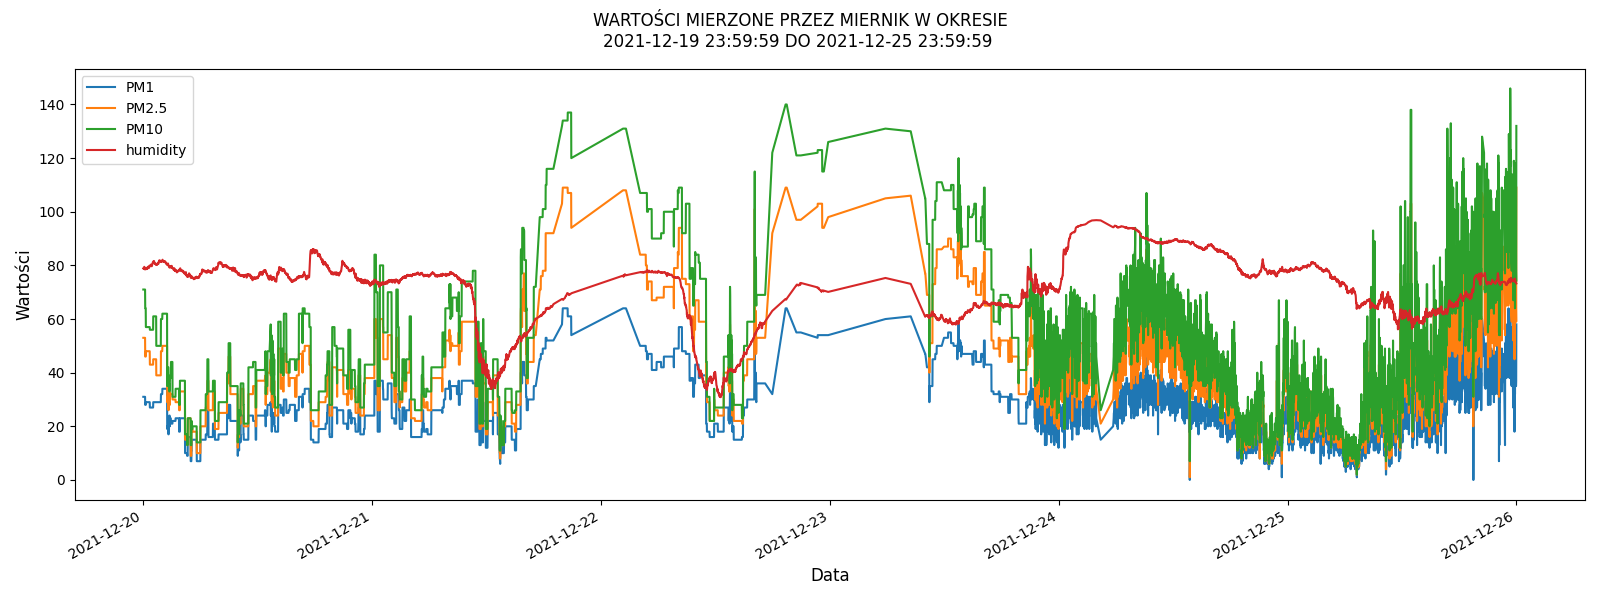 WARTOŚCI MIERZONE PRZEZ MIERNIK W OKRESIE
2021-12-19 23:59:59 DO 2021-12-25 23:59:59
PM1
PM2.5
PM10
humidity
Wartości
140
120
100
80
60
40
20
0
2021-12-20
2021-12-21
2021-12-22
2021-12-23
2021-12-24
2021-12-25
2021-12-26
Data